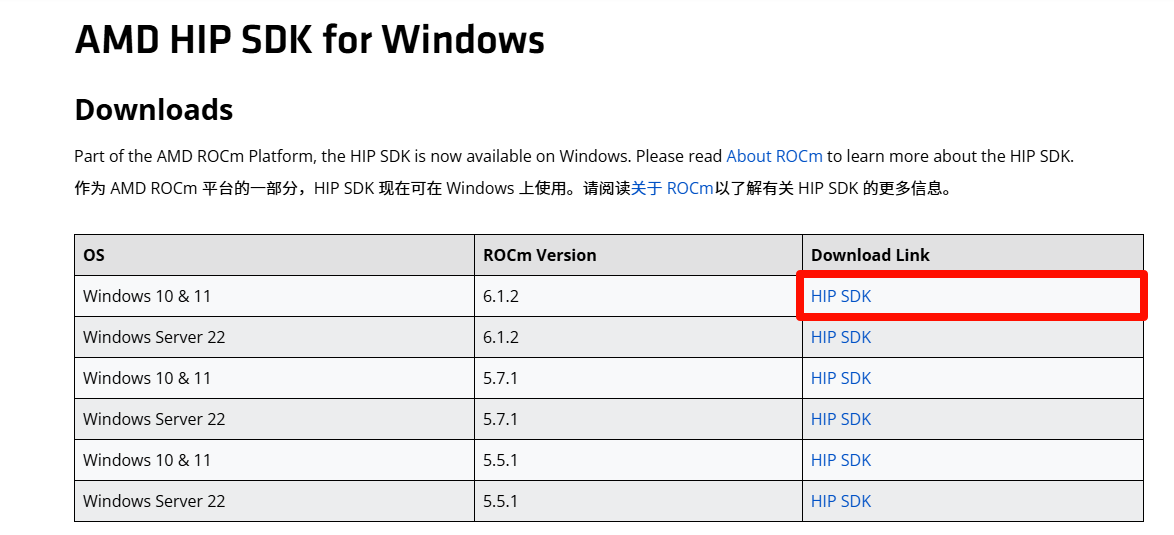 AMD HIP SDK for Windows
Downloads
Part of the AMD ROCm Platform, the HIP SDK is now available on Windows. Please read About ROCm to learn more about the HIP SDK.
作为 AMD ROCm 平台的一部分，HIP SDK 现在可在 Windows 上使用。请阅读关于 ROCm以了解有关 HIP SDK 的更多信息。
OS ROCm Version Download Link
Windows 10 & 11 6.1.2 HIP SDK
Windows Server 22 6.1.2 HIP SDK
Windows 10 & 11 5.7.1 HIP SDK
Windows Server 22 5.7.1 HIP SDK
Windows 10 & 11 5.5.1 HIP SDK
Windows Server 22 5.5.1 HIP SDK